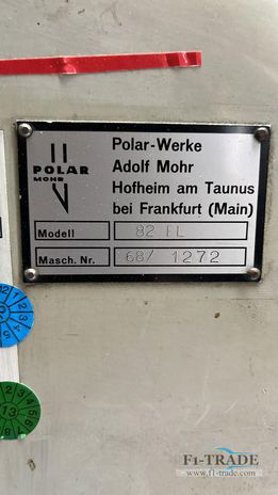 POLAR
MOHR
Polar-Werke
Adolf Mohr
Hofheim am Taunus
bei Frankfurt (Main)
Modell 82 EL
Masch. Nr. 68/ 1272
F1-TRADE
www.f1-trade.com